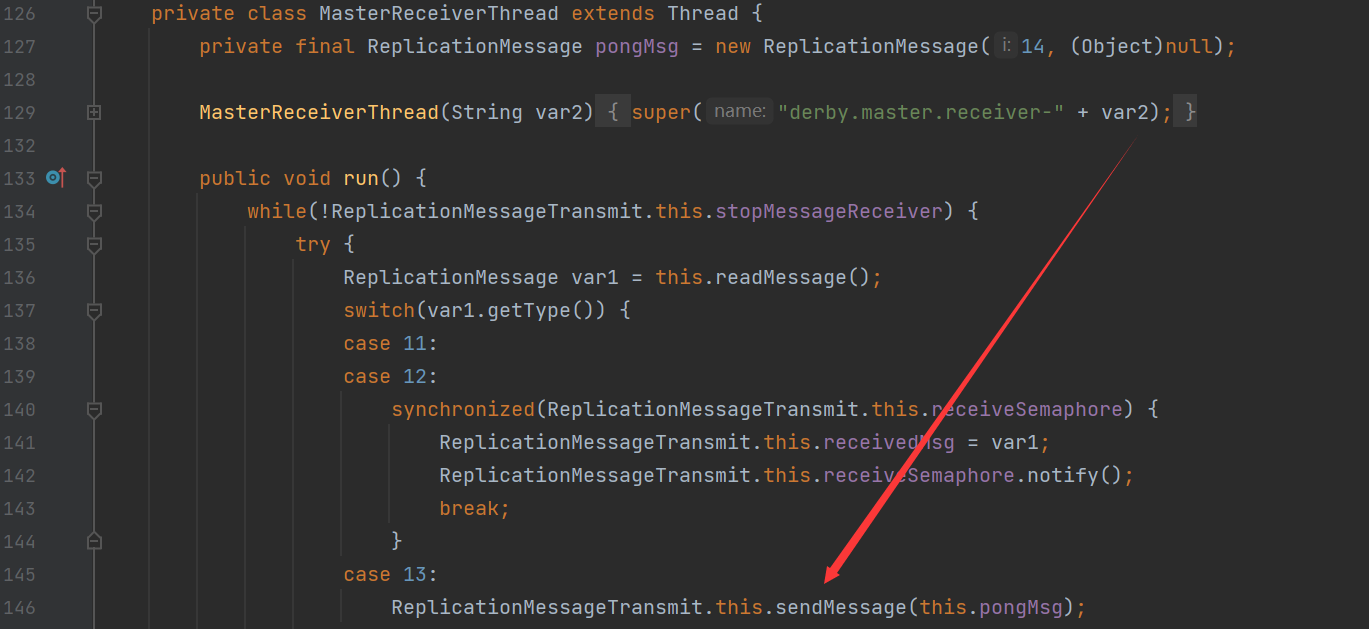 126 private class MasterReceiverThread extends Thread {
127 private final ReplicationMessage pongMsg = new ReplicationMessage( i: 14, (Object)null);
128
129 MasterReceiverThread(String var2) { super( name: "derby.master.receiver-" + var2); }
132
133 public void run() {
134 while(!ReplicationMessageTransmit.this.stopMessageReceiver) {
135 try {
136 ReplicationMessage var1 = this.readMessage();
137 switch(var1.getType()) {
138 case 11:
139 case 12:
140 synchronized(ReplicationMessageTransmit.this.receiveSemaphore) {
141 ReplicationMessageTransmit.this.receivedMsg = var1;
142 ReplicationMessageTransmit.this.receiveSemaphore.notify();
143 break;
144 }
145 case 13:
146 ReplicationMessageTransmit.this.sendMessage(this.pongMsg);